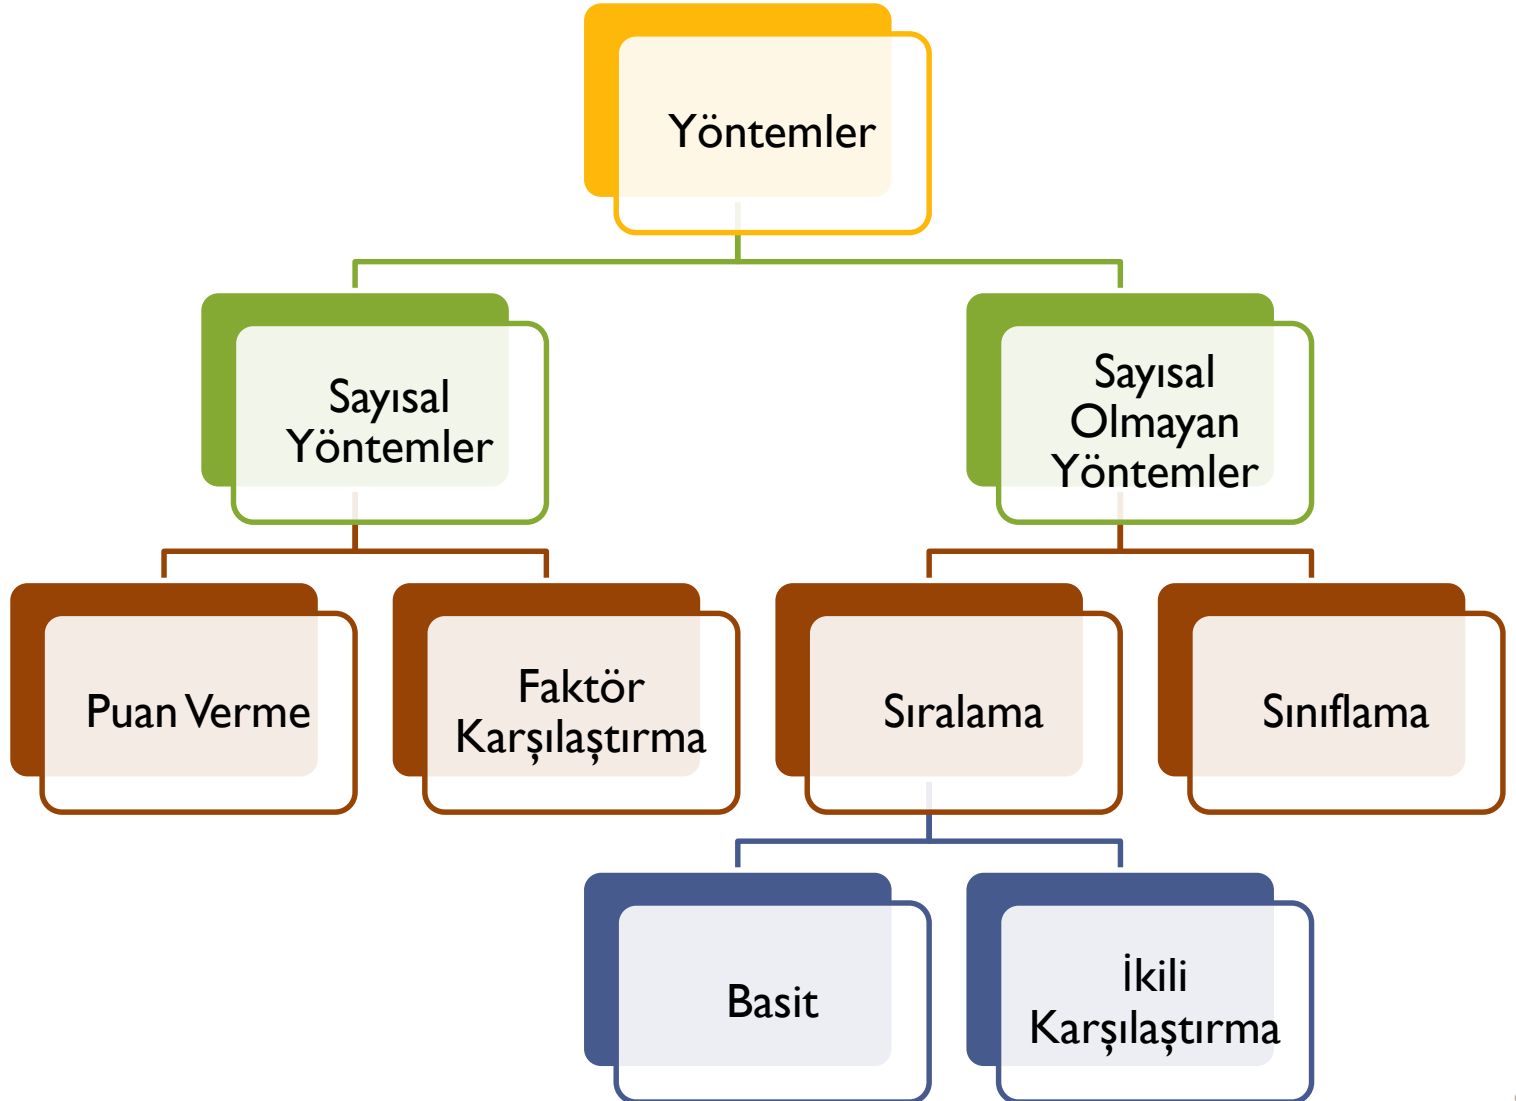 Yöntemler
Sayısal
Yöntemler
Sayısal
Olmayan
Yöntemler
Puan Verme
Faktör
Karşılaştırma
Sıralama
Sınıflama
Basit
İkili
Karşılaştırma